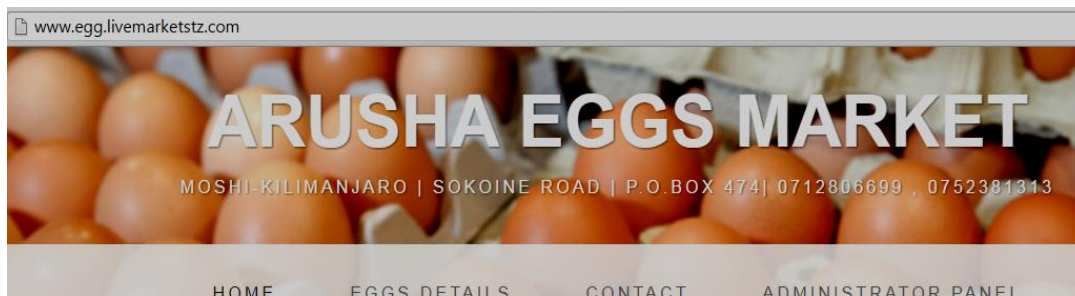 www.egg.livemarketstz.com
ARUSHA EGGS MARKET
MOSHI-KILIMANJARO | SOKOINE ROAD | P.O.BOX 474| 0712806699 , 0752381313
HOME EGGS DETAILS CONTACT ADMINISTRATOR PANEL